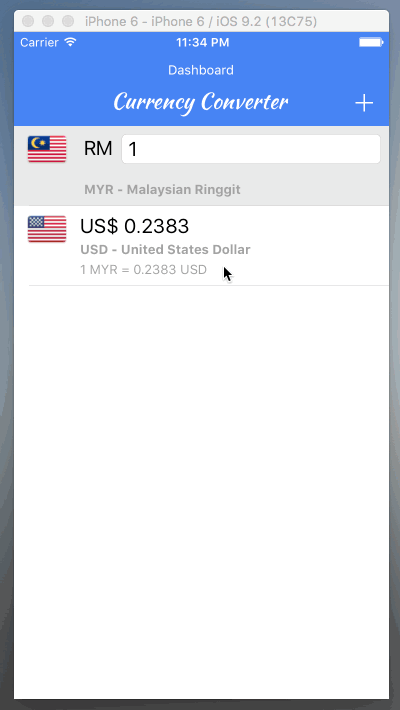 iPhone 6 - iPhone 6 / iOS 9.2 (13C75)
Carrier 11:34 PM
Dashboard
Currency Converter +
RM 1
MYR - Malaysian Ringgit
US$ 0.2383
USD - United States Dollar
1 MYR = 0.2383 USD